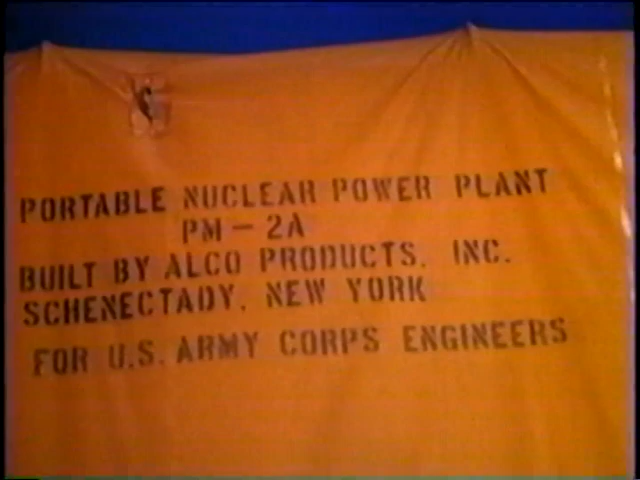 PORTABLE NUCLEAR POWER PLANT
PM - 2A
BUILT BY ALCO PRODUCTS, INC.
SCHENECTADY, NEW YORK
FOR U.S. ARMY CORPS ENGINEERS